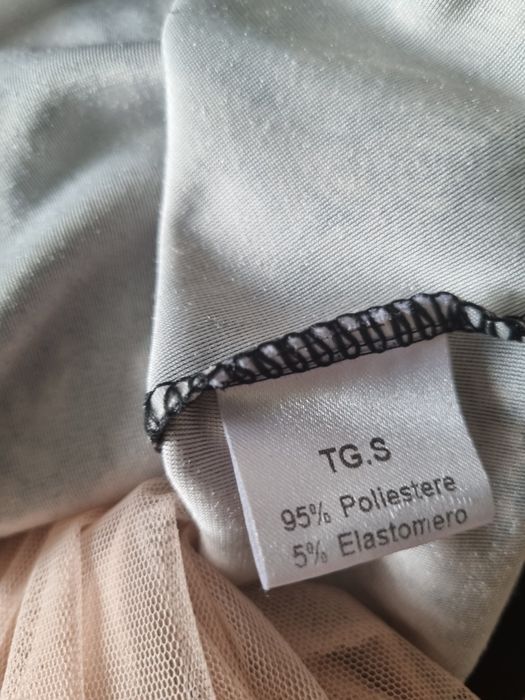 TG.S
95% Poliestere
5% Elastomero